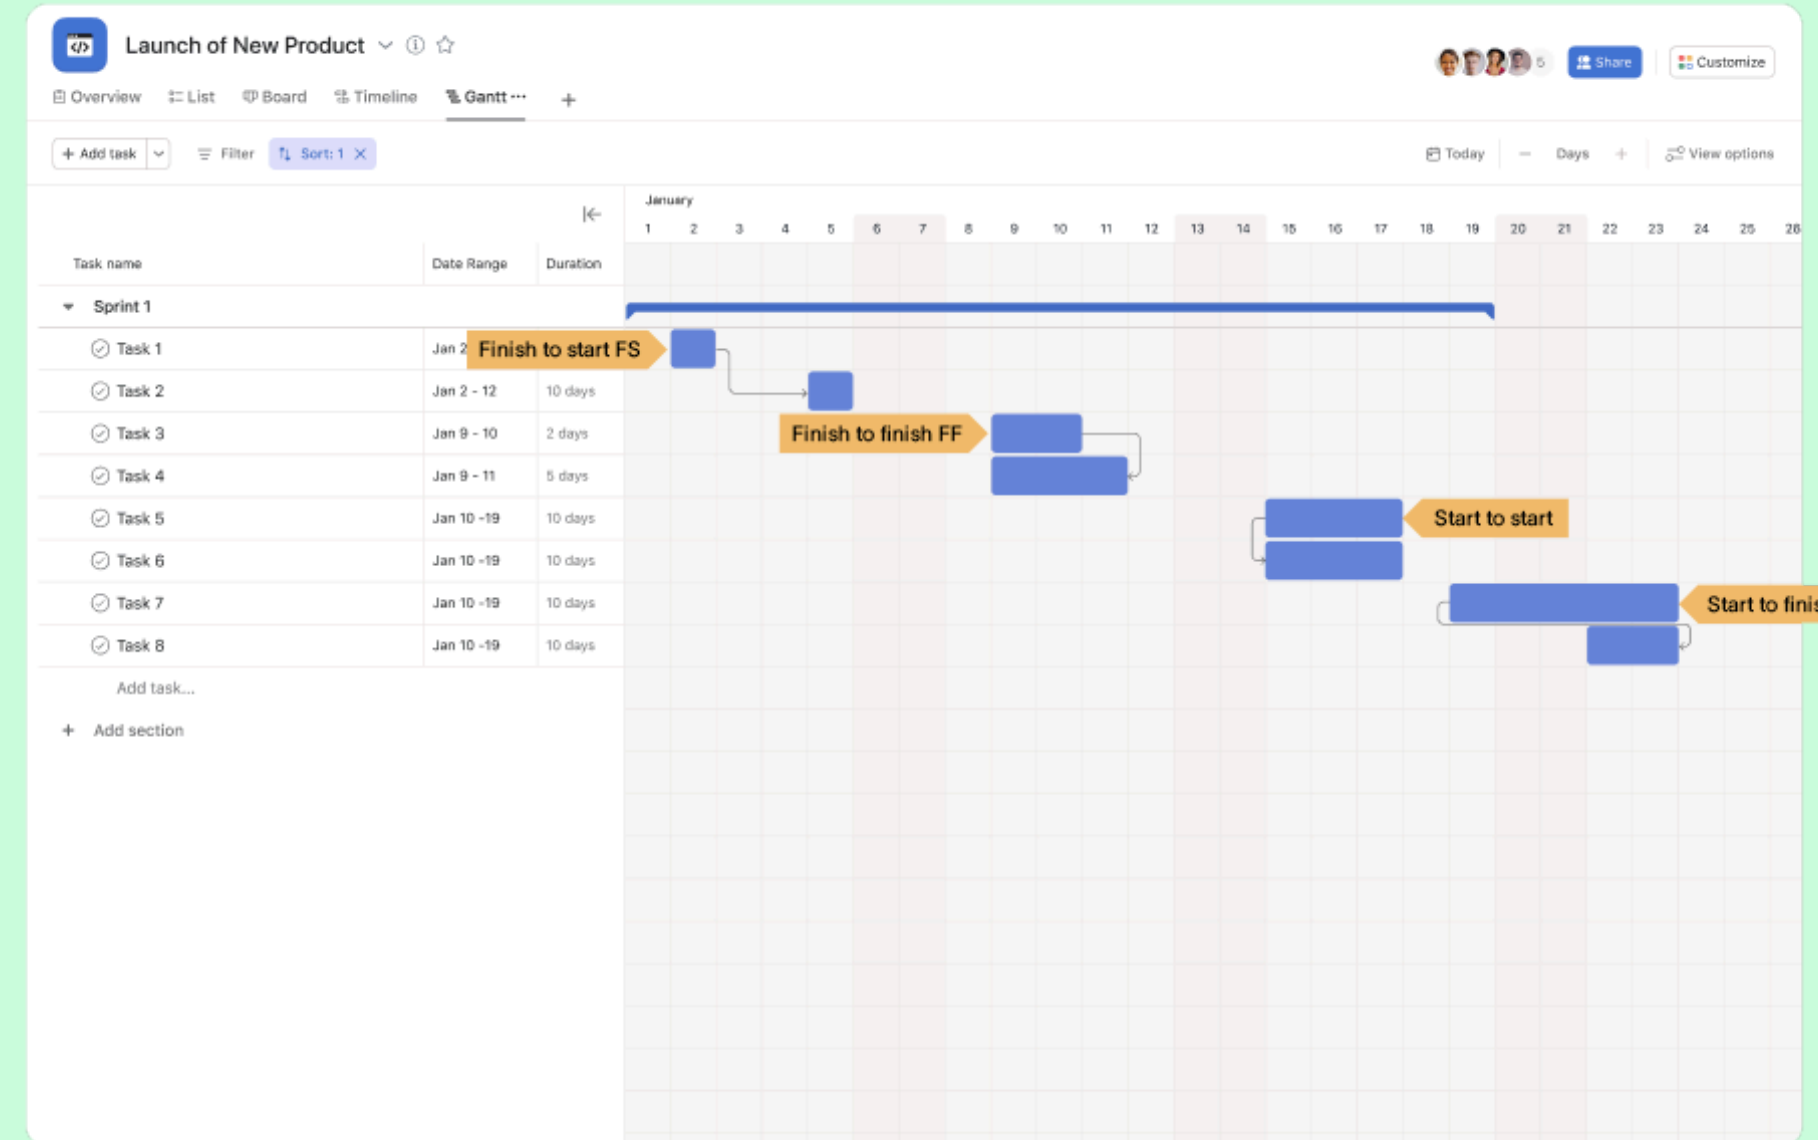 Launch of New Product
5 Share Customize
Overview List Board Timeline Gantt ...
+ Add task Filter Sort: 1 Today Days View options
January
1 2 3 4 5 6 7 8 9 10 11 12 13 14 15 16 17 18 19 20 21 22 23 24 25 26
Task name Date Range Duration
Sprint 1
Task 1 Jan 2 Finish to start FS
Task 2 Jan 2 - 12 10 days
Task 3 Jan 9 - 10 2 days Finish to finish FF
Task 4 Jan 9 - 11 5 days
Task 5 Jan 10 -19 10 days Start to start
Task 6 Jan 10 -19 10 days
Task 7 Jan 10 -19 10 days Start to finis
Task 8 Jan 10 -19 10 days
Add task...
+ Add section